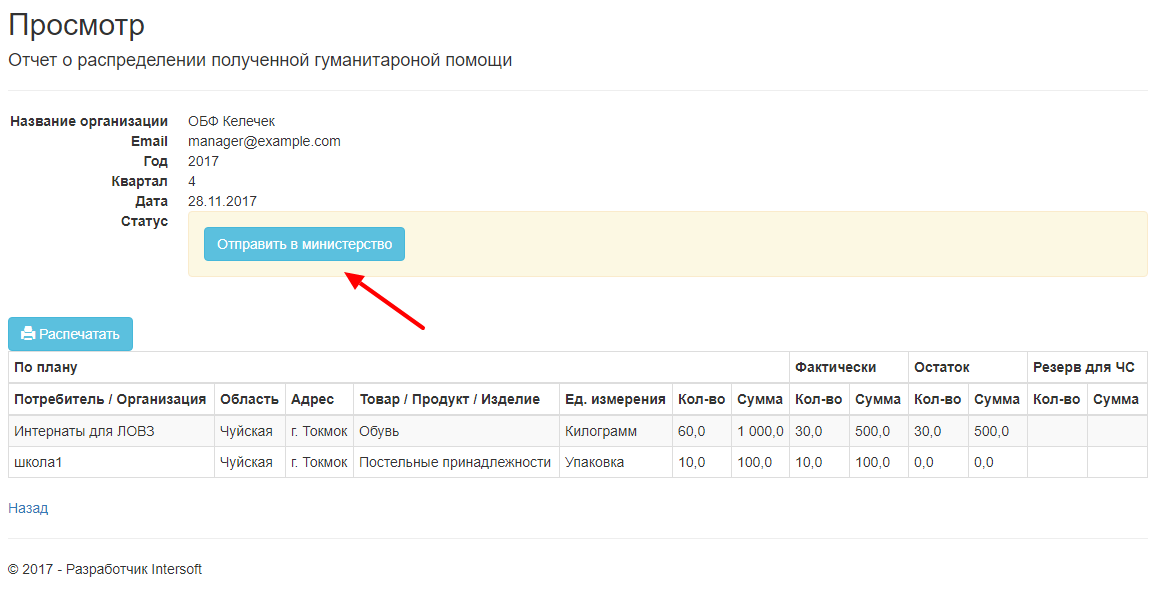 Просмотр
Отчет о распределении полученной гуманитароной помощи
Название организации ОБФ Келечек
Email manager@example.com
Год 2017
Квартал 4
Дата 28.11.2017
Статус
Отправить в министерство
Распечатать
По плану Фактически Остаток Резерв для ЧС
Потребитель / Организация Область Адрес Товар / Продукт / Изделие Ед. измерения Кол-во Сумма Кол-во Сумма Кол-во Сумма Кол-во Сумма
Интернаты для ЛОВЗ Чуйская г. Токмок Обувь Килограмм 60,0 1 000,0 30,0 500,0 30,0 500,0
школа1 Чуйская г. Токмок Постельные принадлежности Упаковка 10,0 100,0 10,0 100,0 0,0 0,0
Назад
© 2017 - Разработчик Intersoft